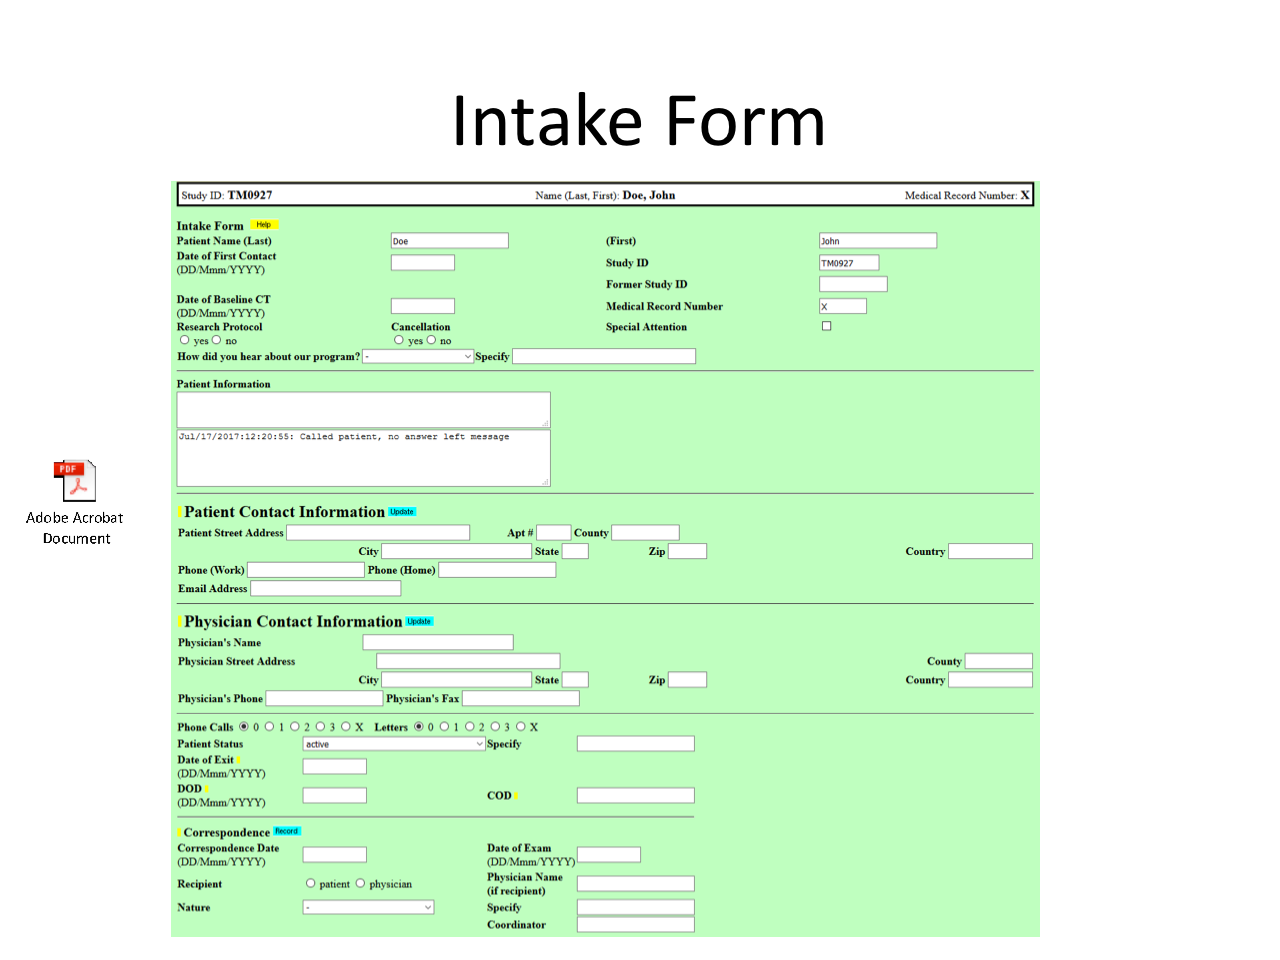 Intake Form
Study ID: TM0927 Name (Last, First): Doe, John Medical Record Number: X
Intake Form Help
Patient Name (Last) Doe (First) John
Date of First Contact
(DD/Mmm/YYYY) Study ID TM0927
Former Study ID
Date of Baseline CT
(DD/Mmm/YYYY) Medical Record Number X
Research Protocol Cancellation Special Attention
yes no yes no
How did you hear about our program? - Specify
Patient Information
Jul/17/2017:12:20:55: Called patient, no answer left message
PDF
Adobe Acrobat
Document
Patient Contact Information Update
Patient Street Address Apt # County
City State Zip Country
Phone (Work) Phone (Home)
Email Address
Physician Contact Information Update
Physician's Name
Physician Street Address County
City State Zip Country
Physician's Phone Physician's Fax
Phone Calls 0 1 2 3 X Letters 0 1 2 3 X
Patient Status active Specify
Date of Exit
(DD/Mmm/YYYY)
DOD
(DD/Mmm/YYYY) COD
Correspondence Record
Correspondence Date Date of Exam
(DD/Mmm/YYYY) (DD/Mmm/YYYY)
Recipient patient physician Physician Name
(if recipient)
Nature - Specify
Coordinator